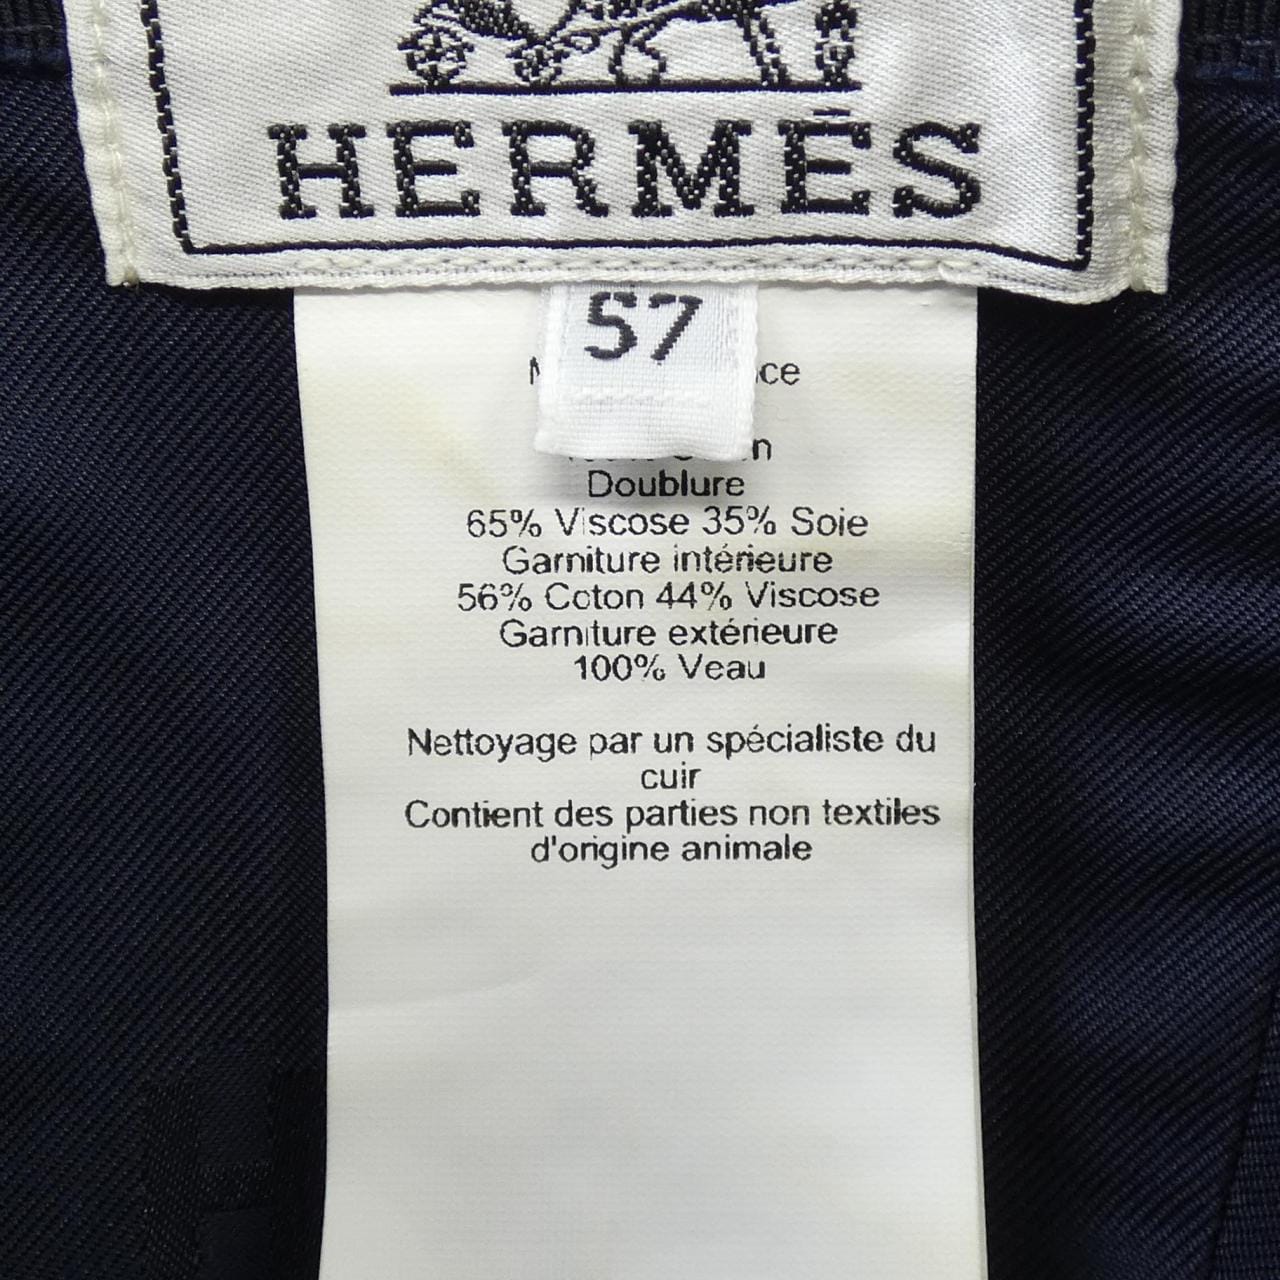 HERMÈS
57
Doublure
65% Viscose 35% Soie
Garniture intérieure
56% Coton 44% Viscose
Garniture extérieure
100% Veau
Nettoyage par un spécialiste du
cuir
Contient des parties non textiles
d'origine animale